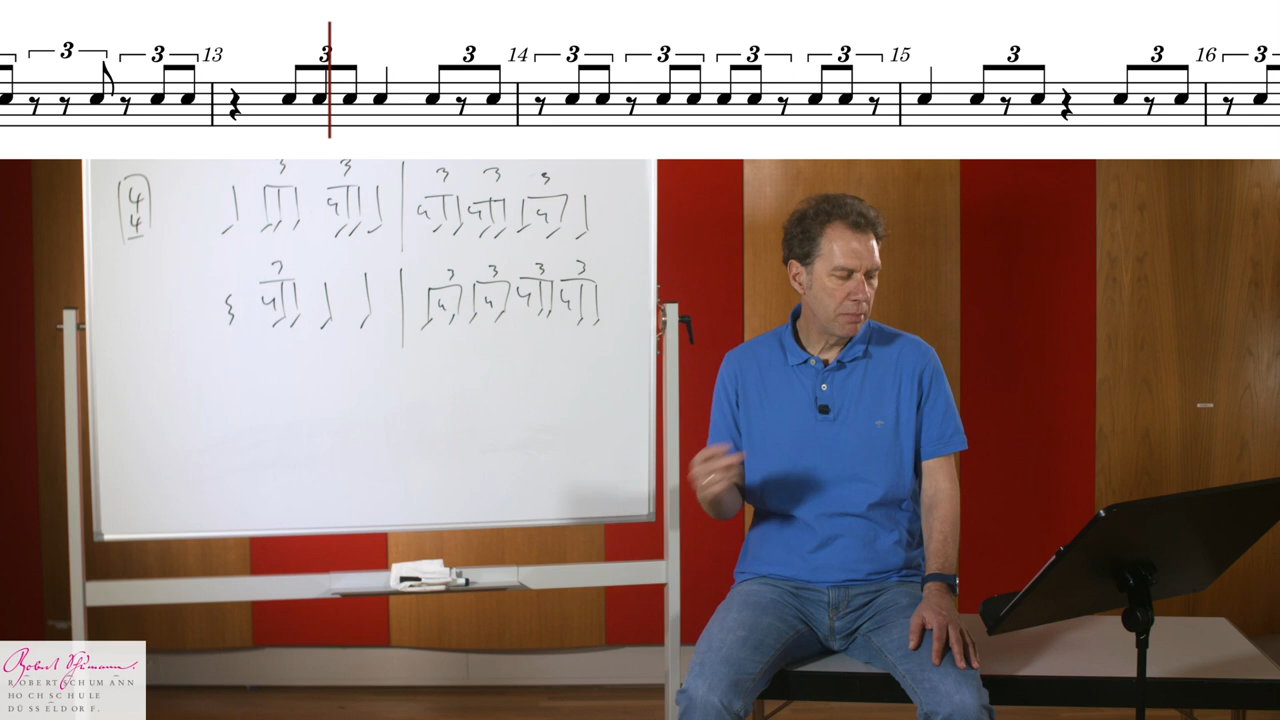 3 3 13 3 3 14 3 3 3 3 15 3 3 16 3
3 3 3 3 3
4
4
3 3 3 3 3
Robert Schumann
ROBERT SCHUMANN
HOCHSCHULE
DÜSSELDORF.